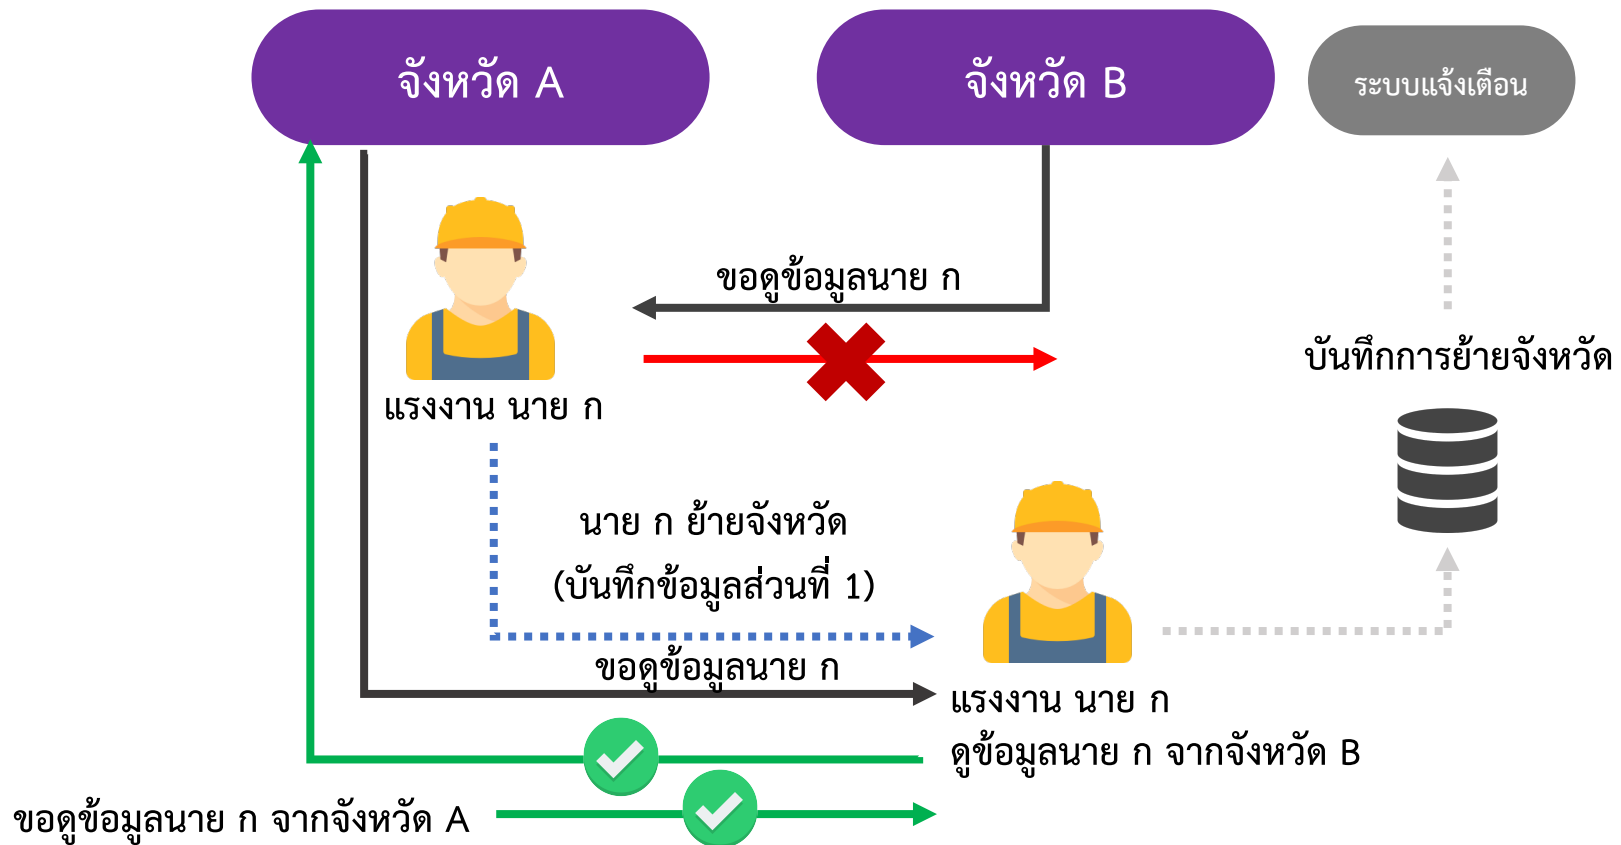 จังหวัด A
จังหวัด B
ระบบแจ้งเตือน
ขอดูข้อมูลนาย ก
บันทึกการย้ายจังหวัด
แรงงาน นาย ก
นาย ก ย้ายจังหวัด
(บันทึกข้อมูลส่วนที่ 1)
ขอดูข้อมูลนาย ก
แรงงาน นาย ก
ดูข้อมูลนาย ก จากจังหวัด B
ขอดูข้อมูลนาย ก จากจังหวัด A